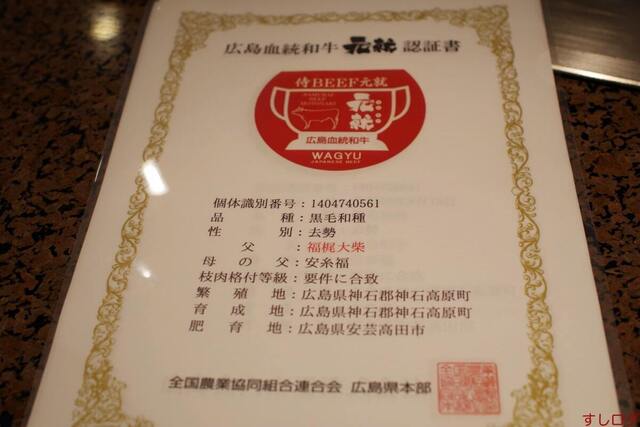 広島血統和牛 元就 認証書
侍BEEF元就
SAMURAI
BEEF
MOTONARI
元就
広島血統和牛
WAGYU
JAPANESE BEEF
個体識別番号：1404740561
品種：黒毛和種
性別：去勢
父：福梶大柴
母の父：安糸福
枝肉格付等級：要件に合致
繁殖地：広島県神石郡神石高原町
育成地：広島県神石郡神石高原町
肥育地：広島県安芸高田市
全国農業協同組合連合会 広島県本部
すしログ